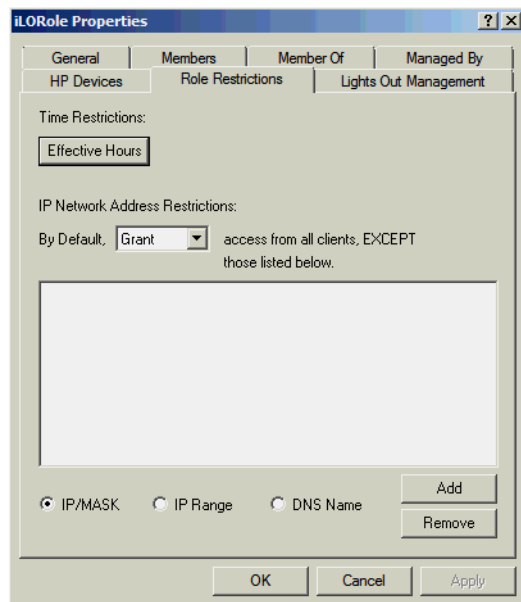 iLORole Properties
General Members Member Of Managed By
HP Devices Role Restrictions Lights Out Management
Time Restrictions:
Effective Hours
IP Network Address Restrictions:
By Default, Grant access from all clients, EXCEPT
those listed below.
IP/MASK IP Range DNS Name
Add
Remove
OK Cancel Apply